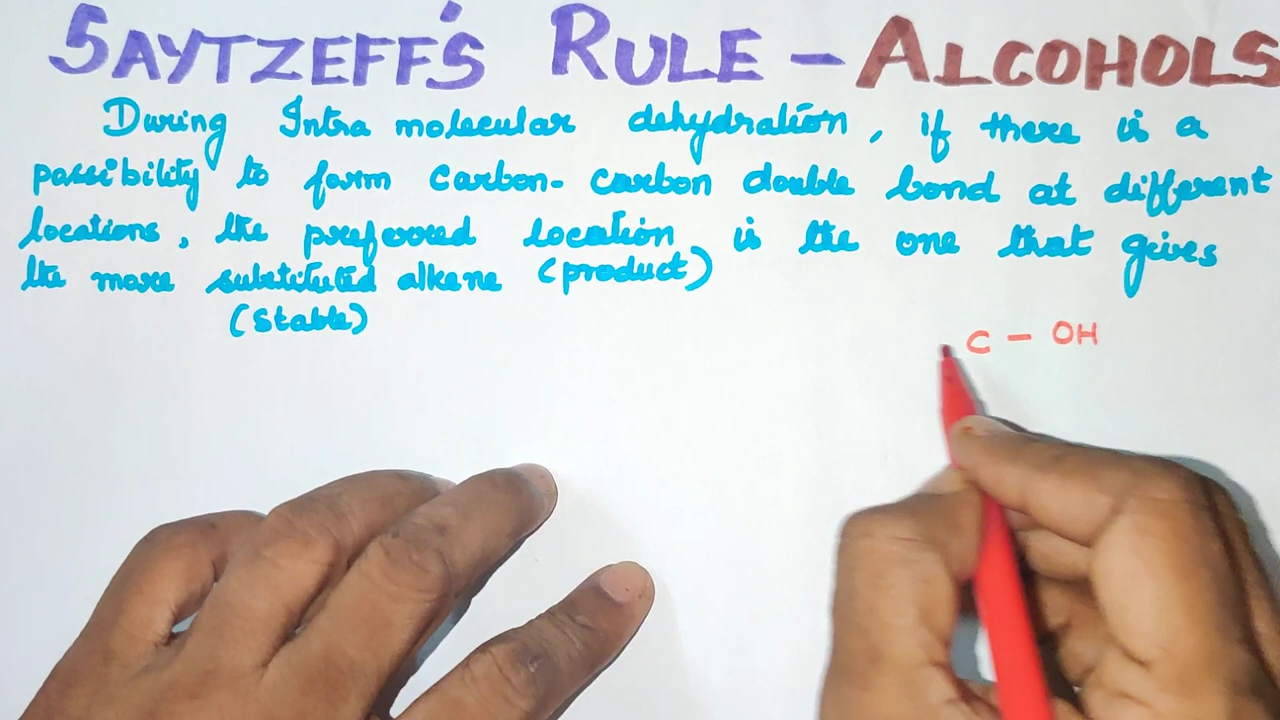 SAYTZEFF'S RULE - ALCOHOLS
During Intra molecular dehydration, if there is a
possibility to form Carbon-carbon double bond at different
locations, the preferred location is the one that gives
the more substituted alkene (product)
(Stable)
C - OH